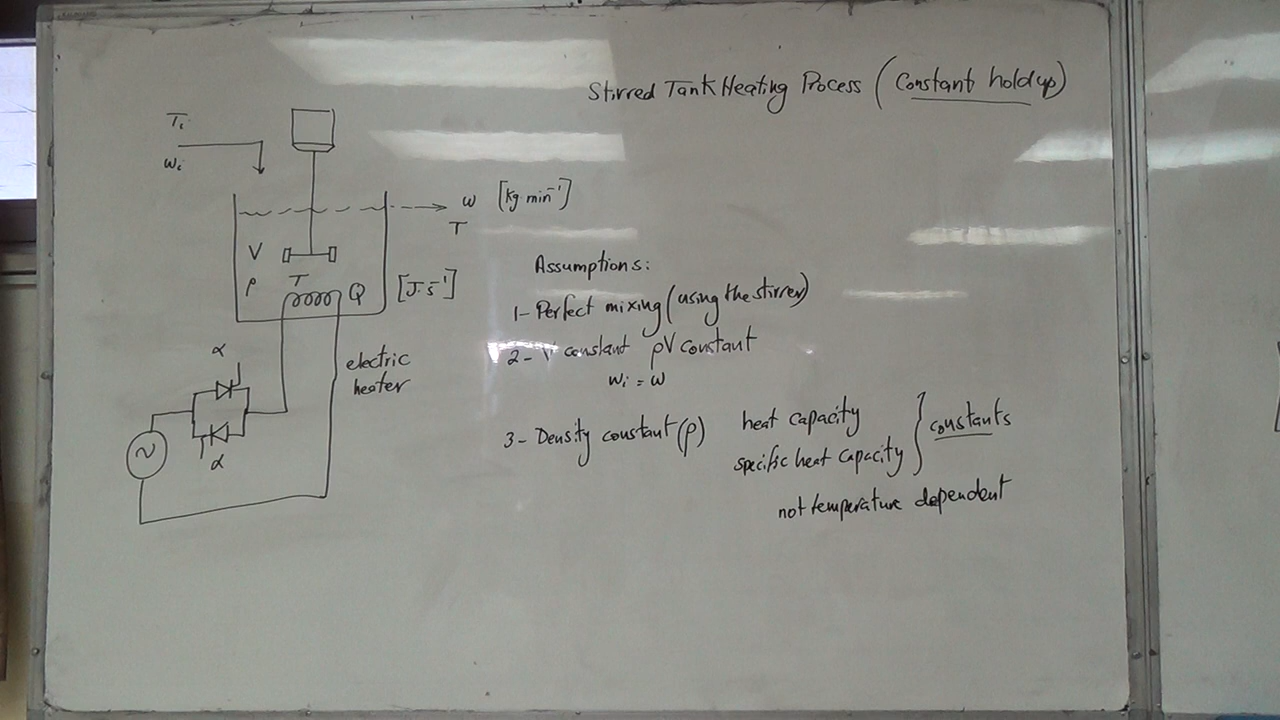 Stirred Tank Heating Process (Constant holdup)
Ti
wi
w [kg min⁻¹]
T
V
ρ
T
Q [J·s⁻¹]
electric
heater
α
~
α
Assumptions:
1- Perfect mixing (using the stirrer)
2- V constant ρV constant
wi = w
3- Density constant (ρ) heat capacity
specific heat capacity } constants
not temperature dependent